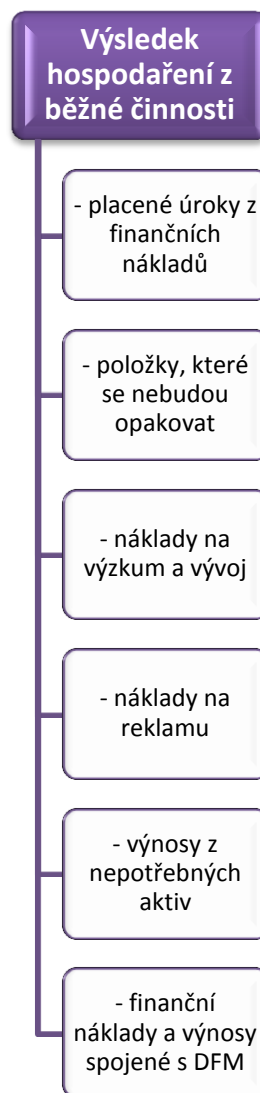 Výsledek
hospodaření z
běžné činnosti
- placené úroky z
finančních
nákladů
- položky, které
se nebudou
opakovat
- náklady na
výzkum a vývoj
- náklady na
reklamu
- výnosy z
nepotřebných
aktiv
- finanční
náklady a výnosy
spojené s DFM